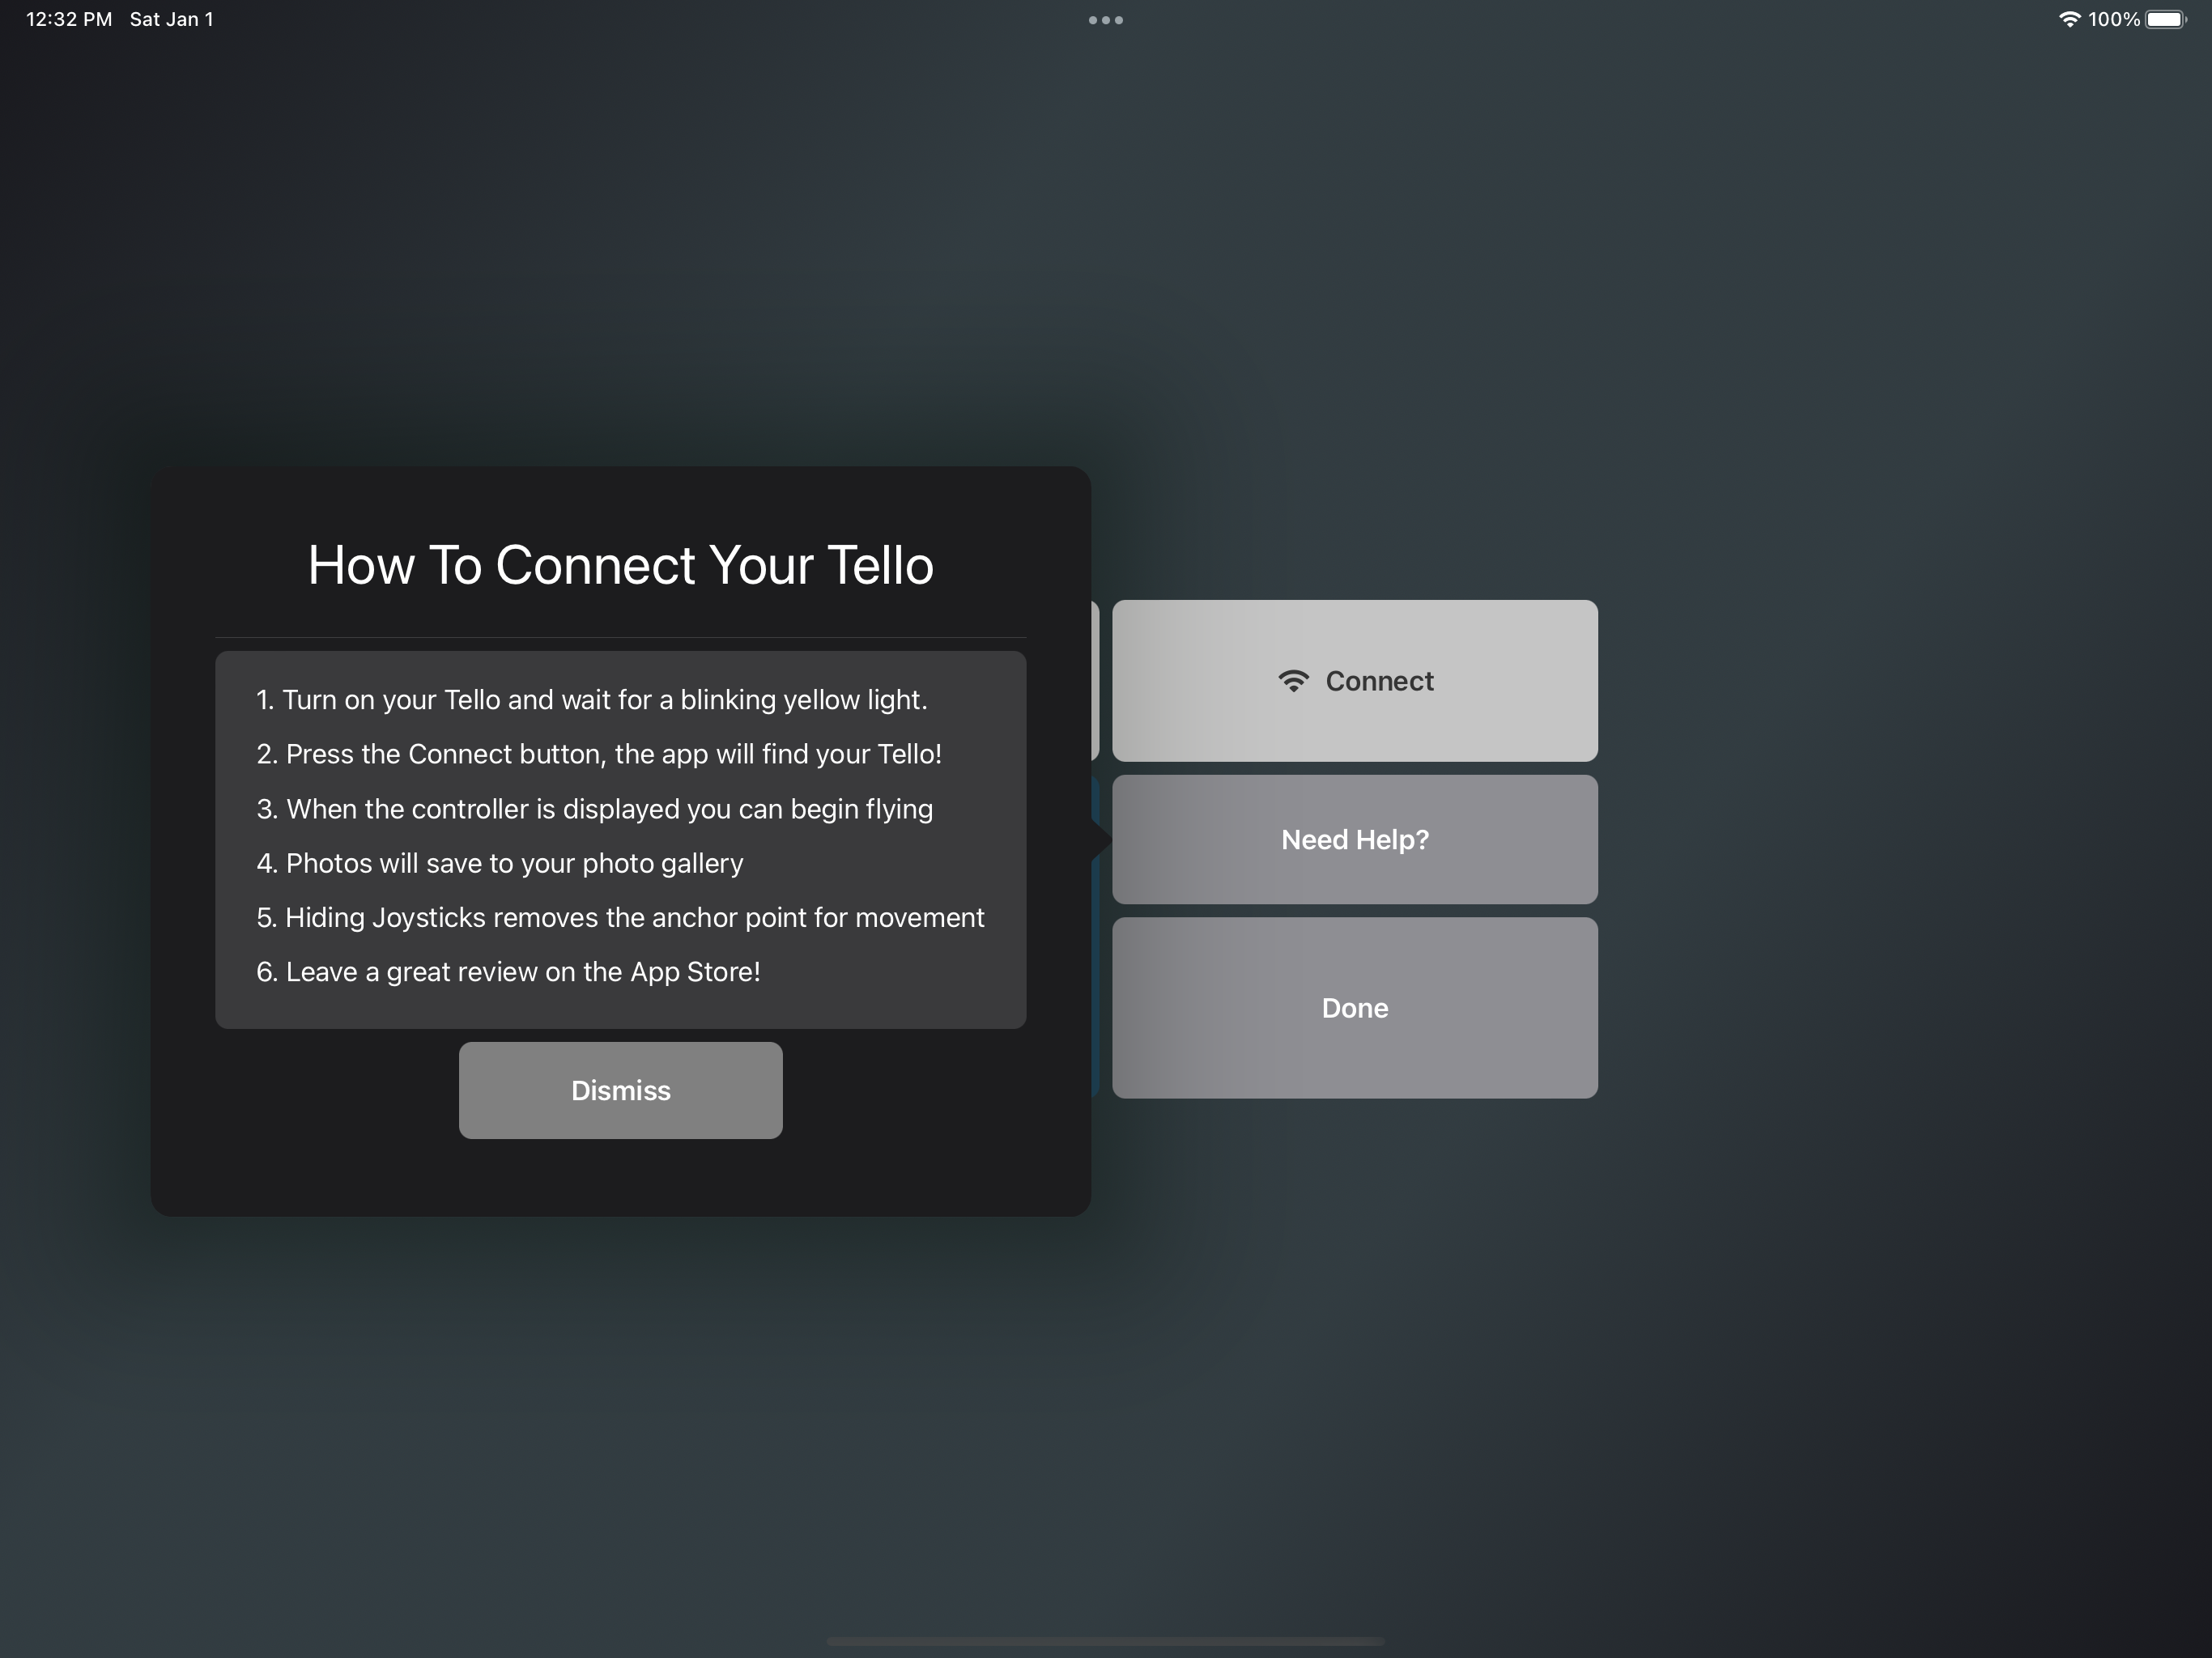 12:32 PM Sat Jan 1
100%
How To Connect Your Tello
1. Turn on your Tello and wait for a blinking yellow light.
2. Press the Connect button, the app will find your Tello!
3. When the controller is displayed you can begin flying
4. Photos will save to your photo gallery
5. Hiding Joysticks removes the anchor point for movement
6. Leave a great review on the App Store!
Dismiss
Connect
Need Help?
Done